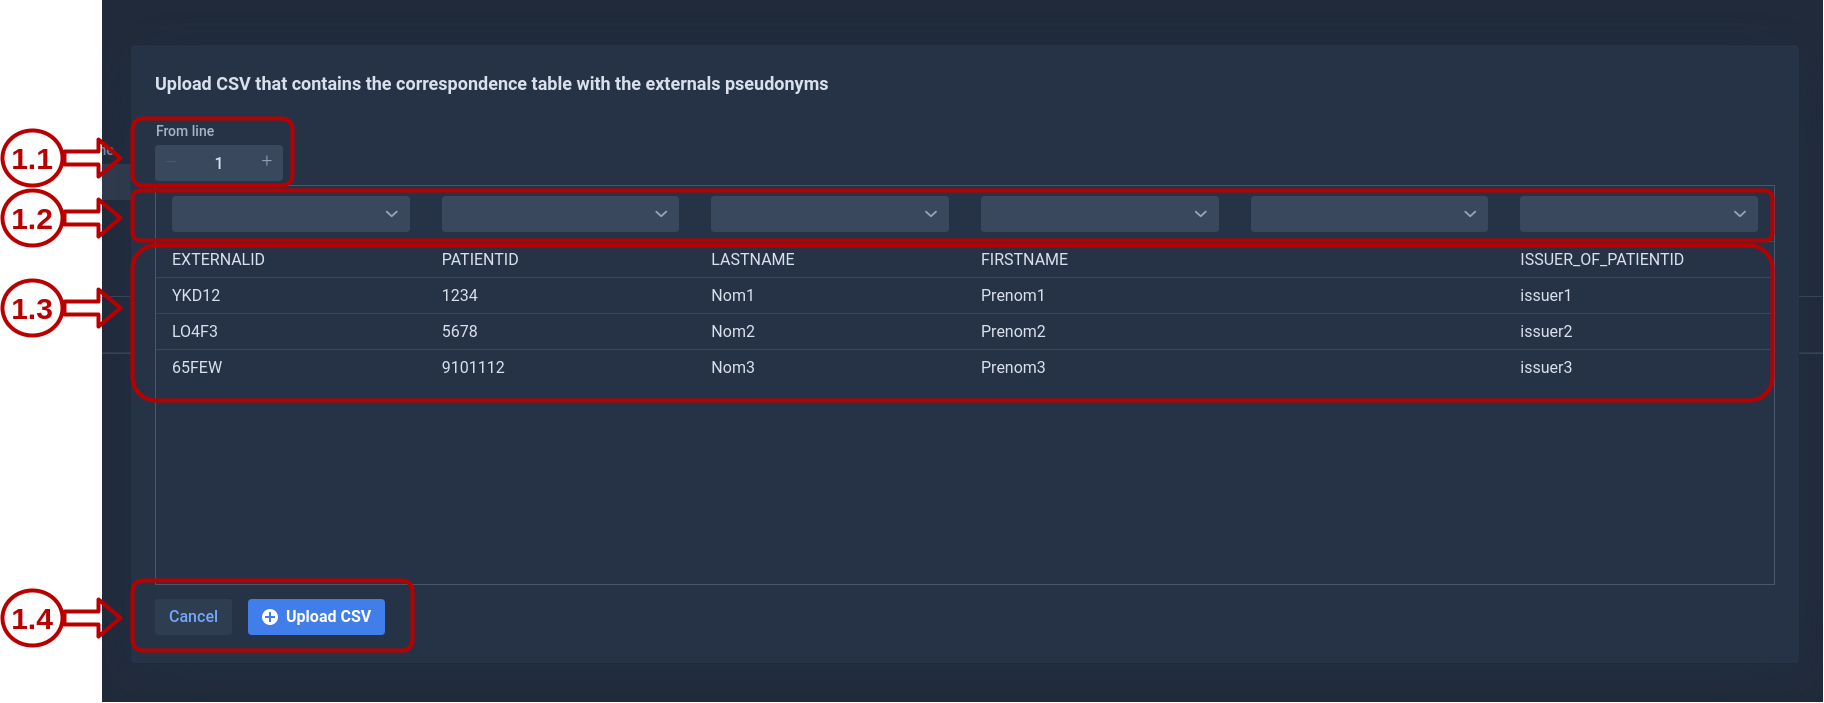 Upload CSV that contains the correspondence table with the externals pseudonyms
1.1
From line
1
1.2
1.3
EXTERNALID PATIENTID LASTNAME FIRSTNAME ISSUER_OF_PATIENTID
YKD12 1234 Nom1 Prenom1 issuer1
LO4F3 5678 Nom2 Prenom2 issuer2
65FEW 9101112 Nom3 Prenom3 issuer3
1.4
Cancel Upload CSV